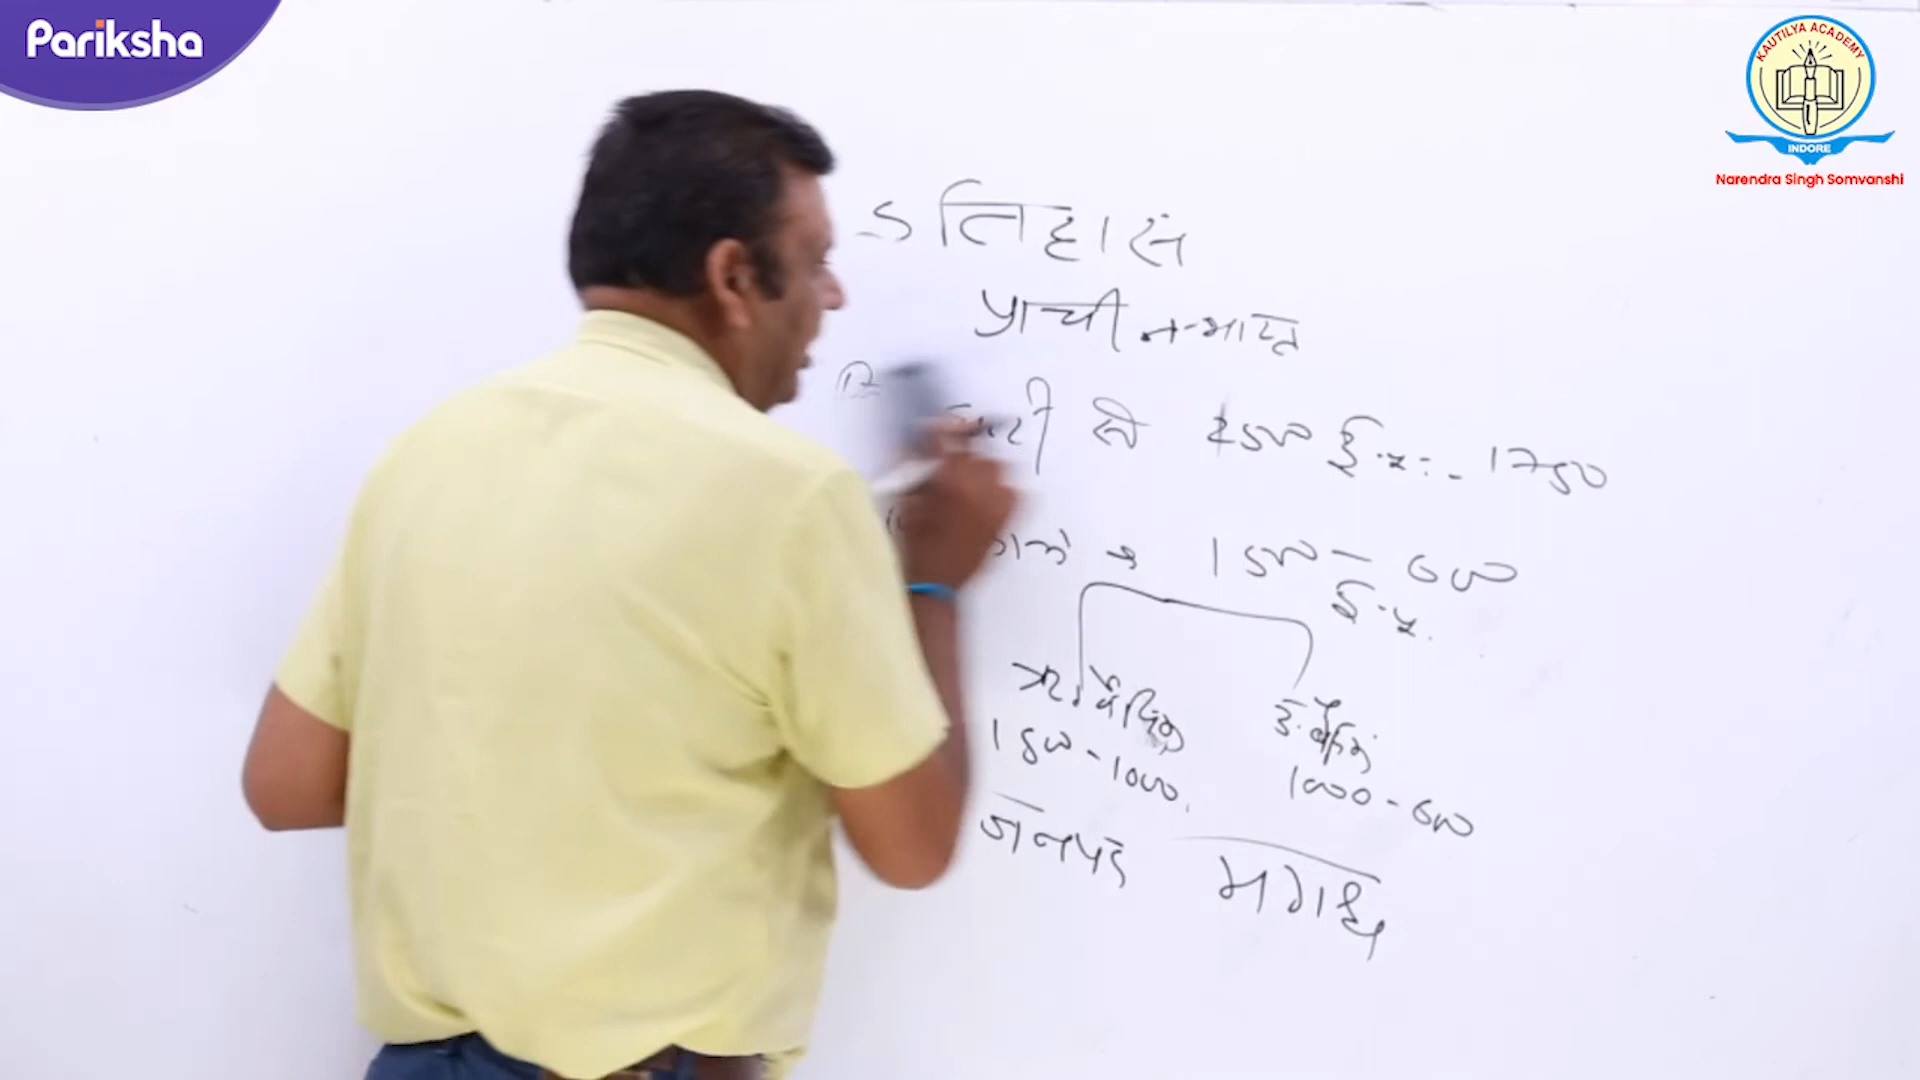 Pariksha
KAUTILYA ACADEMY
INDORE
Narendra Singh Somvanshi
इतिहास
प्राचीन भारत
2500 ई.पू. - 1750
1500 - 600
ई.पू.
ऋग्वैदिक उ. वैदिक
1500 - 1000 1000 - 600
जनपद मगध